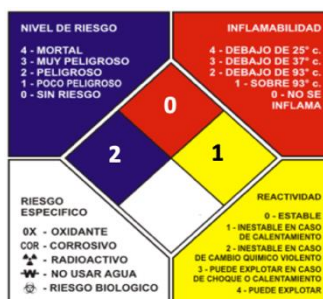 NIVEL DE RIESGO
4 - MORTAL
3 - MUY PELIGROSO
2 - PELIGROSO
1 - POCO PELIGROSO
0 - SIN RIESGO
INFLAMABILIDAD
4 - DEBAJO DE 25° c.
3 - DEBAJO DE 37° c.
2 - DEBAJO DE 93° c.
1 - SOBRE 93° c.
0 - NO SE
INFLAMA
0
2
1
RIESGO
ESPECIFICO
0X - OXIDANTE
COR - CORROSIVO
- RADIOACTIVO
W - NO USAR AGUA
- RIESGO BIOLOGICO
REACTIVIDAD
0 - ESTABLE
1 - INESTABLE EN CASO
DE CALENTAMIENTO
2 - INESTABLE EN CASO
DE CAMBIO QUIMICO VIOLENTO
3 - PUEDE EXPLOTAR EN CASO
DE CHOQUE O CALENTAMIENTO
4 - PUEDE EXPLOTAR